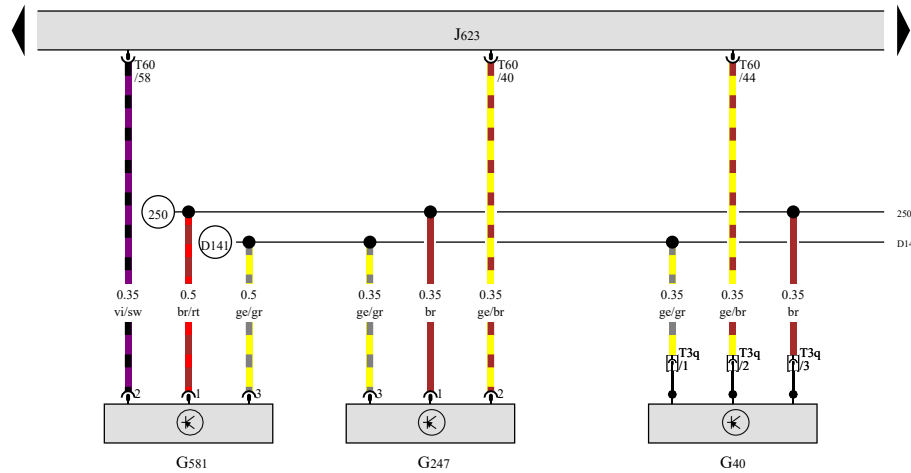 J623
T60
/58
T60
/40
T60
/44
250
250
D141
D14
0.35
vi/sw
0.5
br/rt
0.5
ge/gr
0.35
ge/gr
0.35
br
0.35
ge/br
0.35
ge/gr
0.35
ge/br
0.35
br
T3q
/1
T3q
/2
T3q
/3
2
1
3
3
1
2
G581
G247
G40